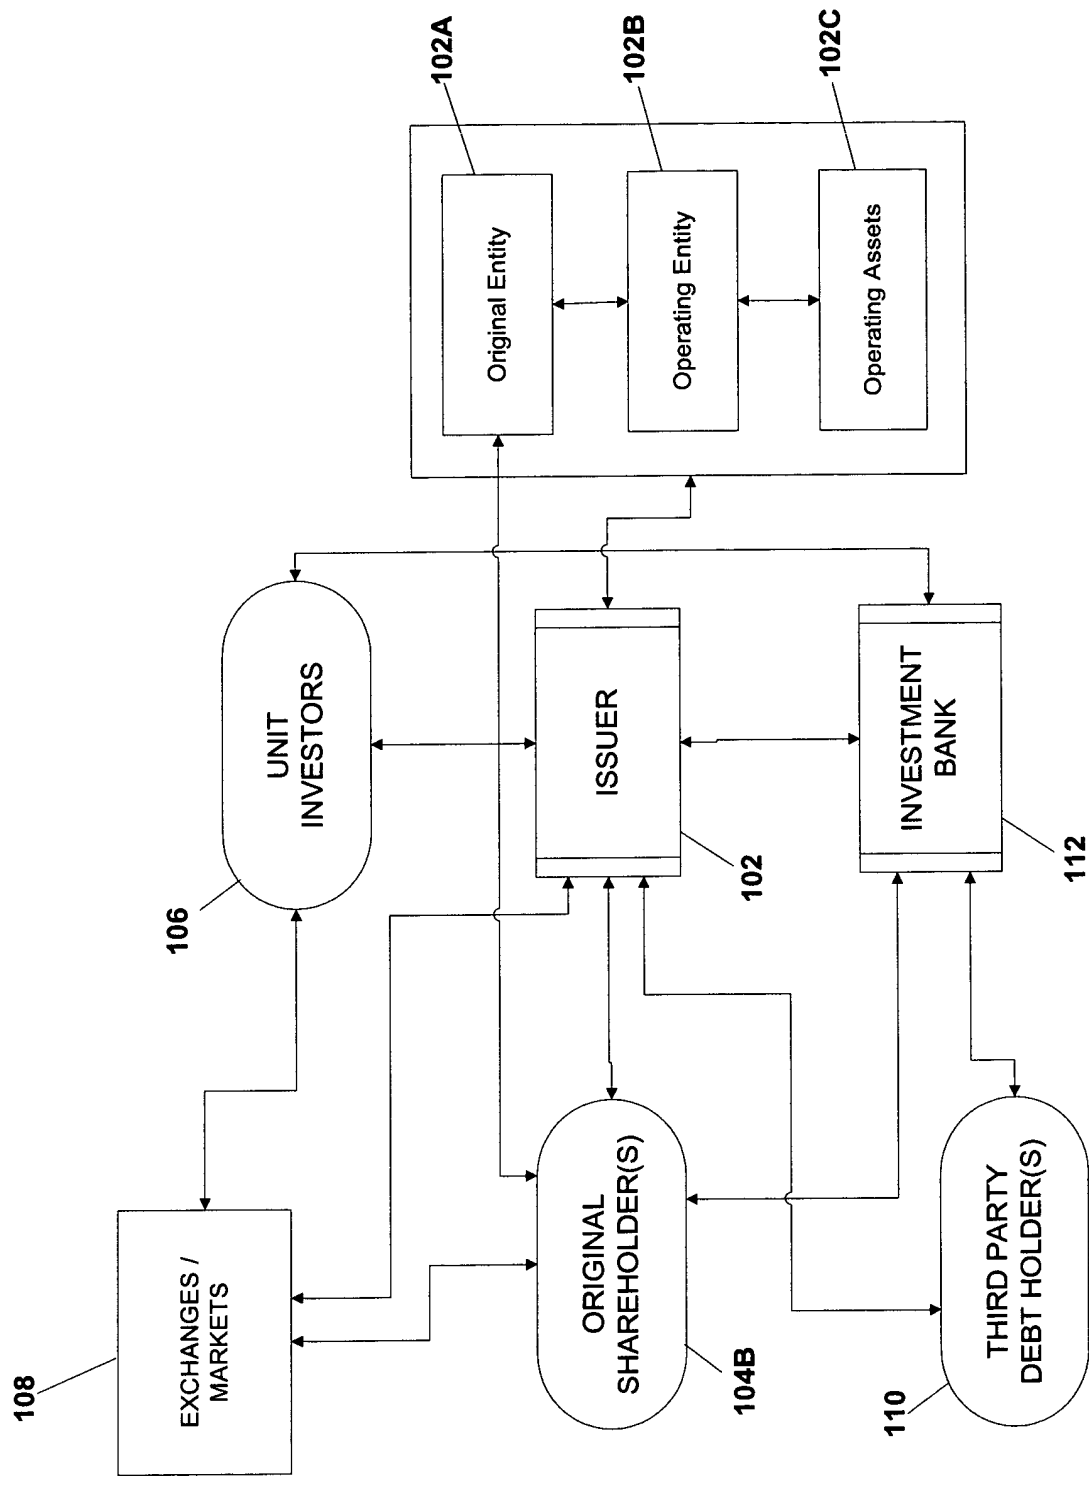 108
EXCHANGES /
MARKETS
106
UNIT
INVESTORS
104B
ORIGINAL
SHAREHOLDER(S)
102
ISSUER
110
THIRD PARTY
DEBT HOLDER(S)
112
INVESTMENT
BANK
102A
Original Entity
102B
Operating Entity
102C
Operating Assets